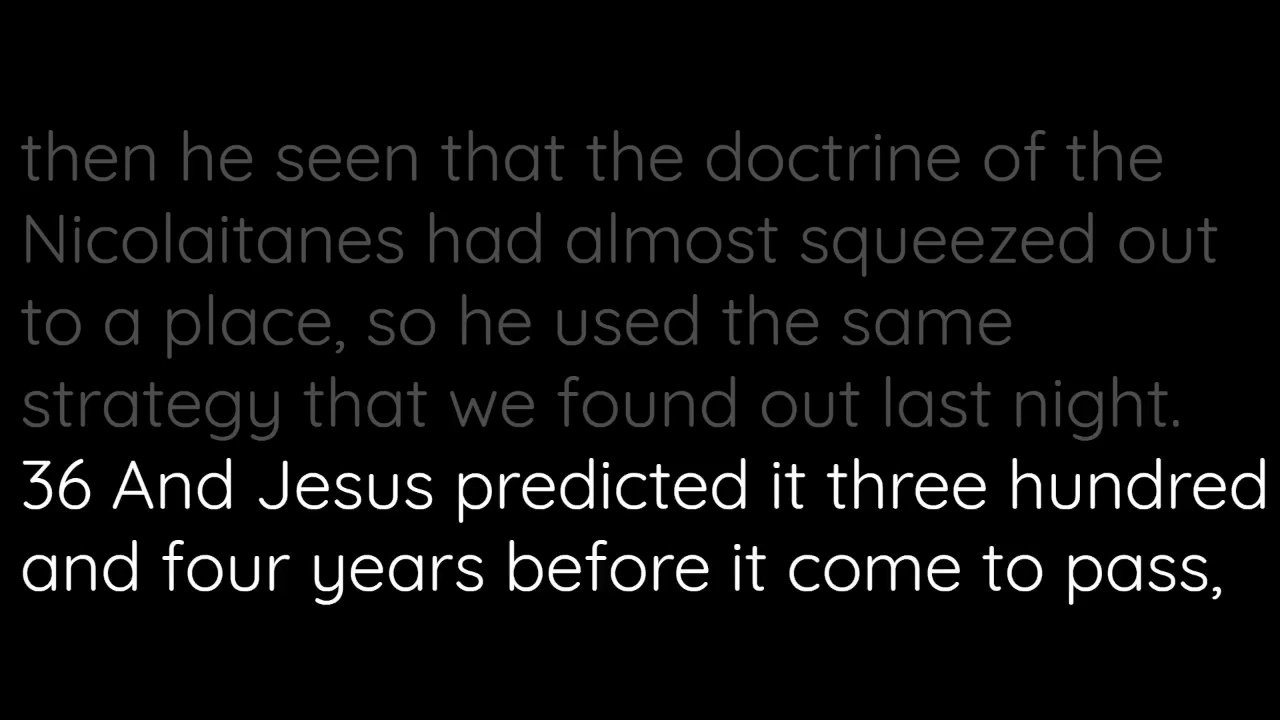 then he seen that the doctrine of the
Nicolaitanes had almost squeezed out
to a place, so he used the same
strategy that we found out last night.
36 And Jesus predicted it three hundred
and four years before it come to pass,